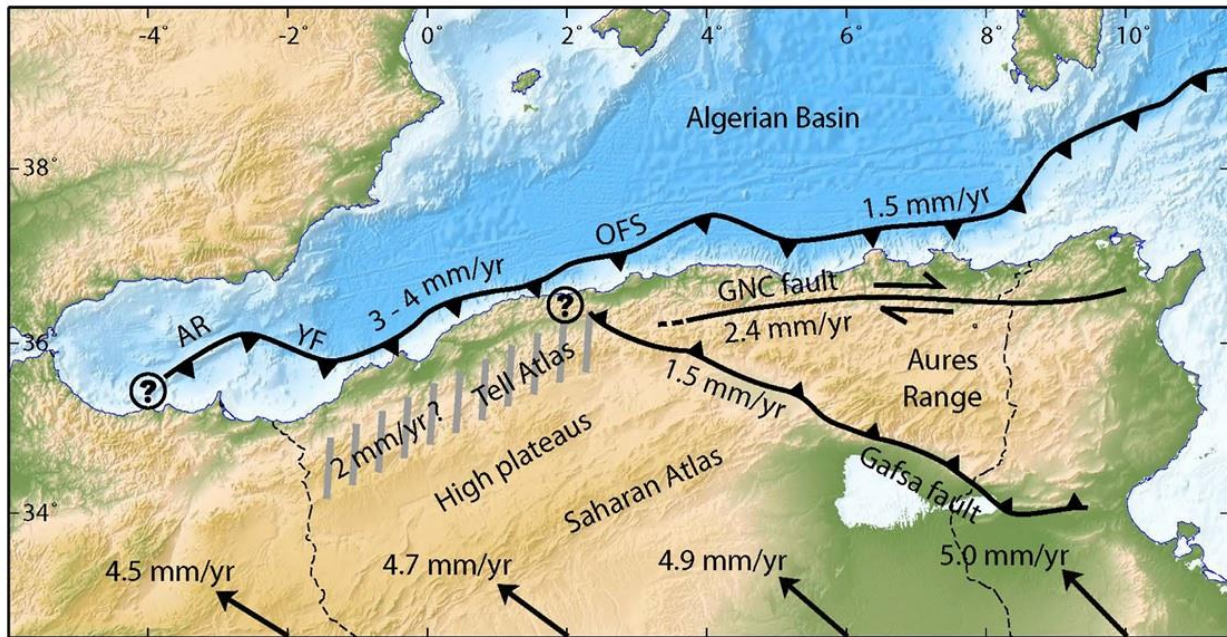 -4 -2 0 2 4 6 8 10
Algerian Basin
38°
1.5 mm/yr
OFS
3 - 4 mm/yr
GNC fault
?
AR
YF
2.4 mm/yr
36°
?
Tell Atlas
1.5 mm/yr
Aures
Range
2 mm/yr ?
High plateaus
Saharan Atlas
Gafsa fault
34°
4.5 mm/yr
4.7 mm/yr
4.9 mm/yr
5.0 mm/yr